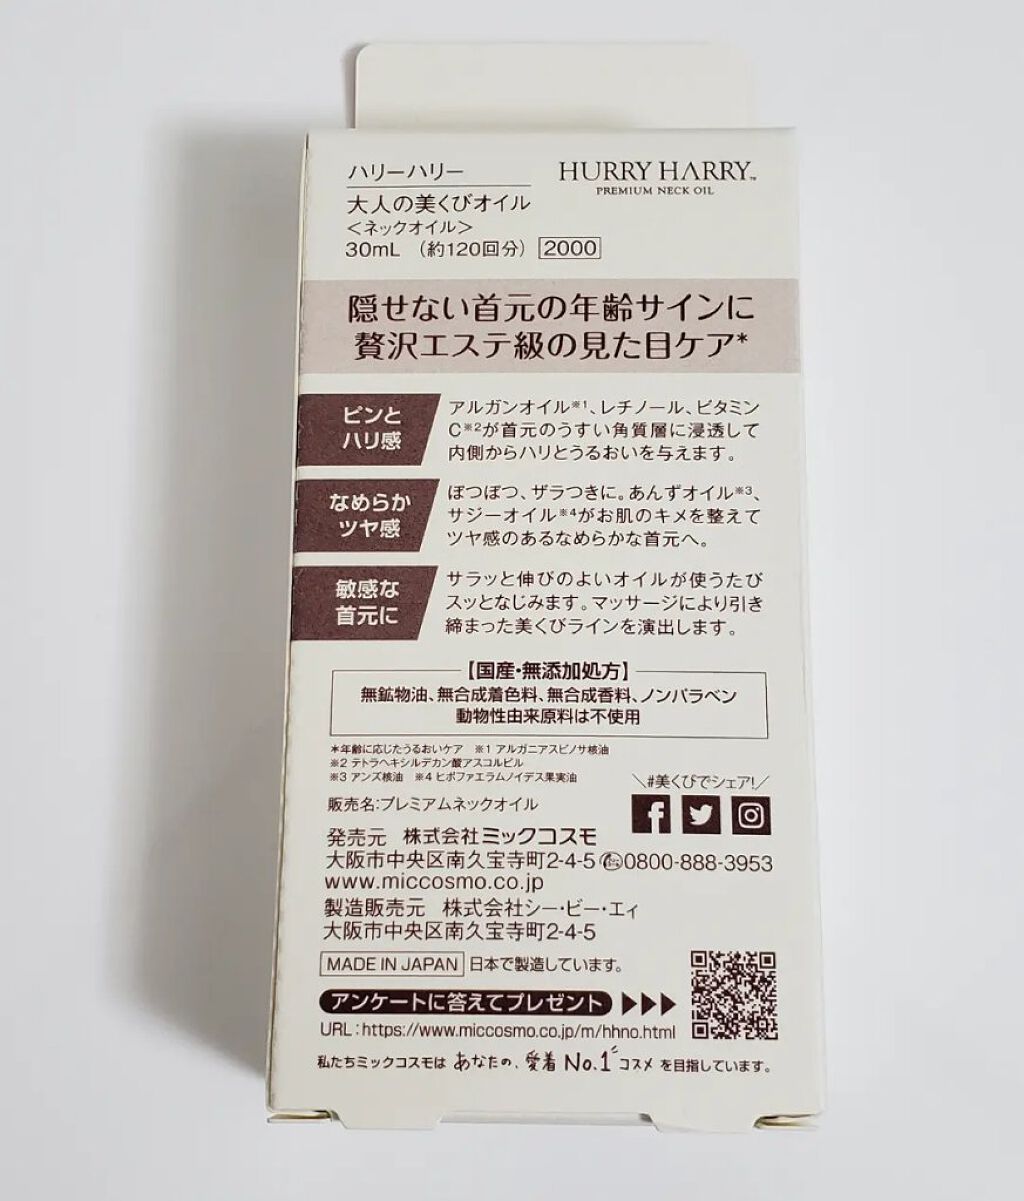 ハリーハリー
HURRY HARRY™
PREMIUM NECK OIL
大人の美くびオイル
<ネックオイル>
30mL (約120回分) 2000
隠せない首元の年齢サインに
贅沢エステ級の見た目ケア*
ピンと
ハリ感
アルガンオイル※1、レチノール、ビタミン
C※2が首元のうすい角質層に浸透して
内側からハリとうるおいを与えます。
なめらか
ツヤ感
ぽつぽつ、ザラつきに。あんずオイル※3、
サジーオイル※4がお肌のキメを整えて
ツヤ感のあるなめらかな首元へ。
敏感な
首元に
サラッと伸びのよいオイルが使うたび
スッとなじみます。マッサージにより引き
締まった美くびラインを演出します。
【国産・無添加処方】
無鉱物油、無合成着色料、無合成香料、ノンパラベン
動物性由来原料は不使用
*年齢に応じたうるおいケア ※1 アルガニアスピノサ核油
※2 テトラヘキシルデカン酸アスコルビル
※3 アンズ核油 ※4 ヒポファエラムノイデス果実油
\#美くびでシェア!/
販売名:プレミアムネックオイル
発売元 株式会社ミックコスモ
大阪市中央区南久宝寺町2-4-5 0800-888-3953
www.miccosmo.co.jp
製造販売元 株式会社シー・ビー・エィ
大阪市中央区南久宝寺町2-4-5
MADE IN JAPAN 日本で製造しています。
アンケートに答えてプレゼント ▶▶▶
URL:https://www.miccosmo.co.jp/m/hhno.html
私たちミックコスモは あなたの、愛着 No.1 コスメ を目指しています。